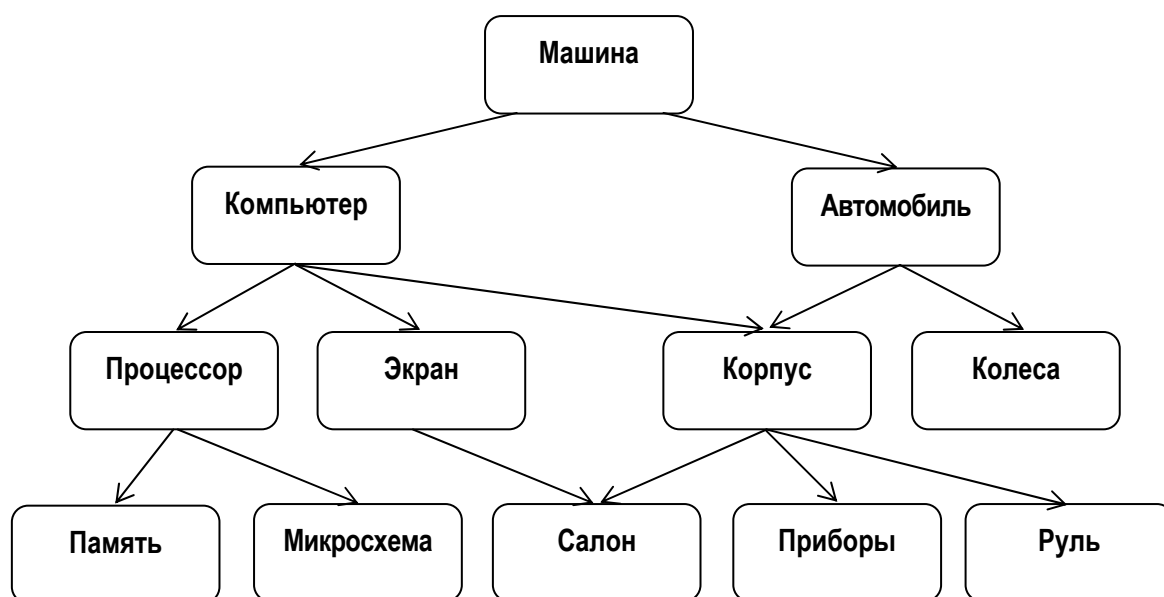 Машина
Компьютер
Автомобиль
Процессор
Экран
Корпус
Колеса
Память
Микросхема
Салон
Приборы
Руль